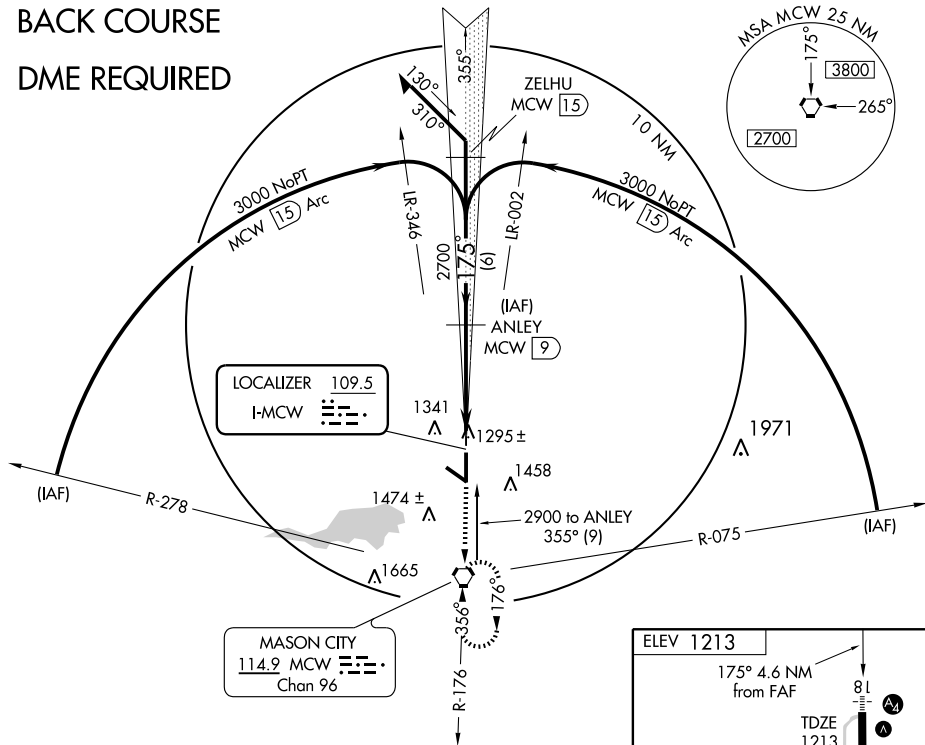 BACK COURSE
DME REQUIRED
MSA MCW 25 NM
175°
3800
265°
2700
355°
130°
310°
ZELHU
MCW 15
10 NM
3000 NoPT
MCW 15 Arc
LR-346
LR-002
3000 NoPT
MCW 15 Arc
2700
175°
(6)
(IAF)
ANLEY
MCW 9
LOCALIZER 109.5
I-MCW
1341
1295 ±
1971
1458
1474 ±
(IAF)
R-278
2900 to ANLEY
355° (9)
R-075
(IAF)
1665
356°
176°
MASON CITY
114.9 MCW
Chan 96
R-176
ELEV 1213
175° 4.6 NM
from FAF
18
A4
TDZE
1213